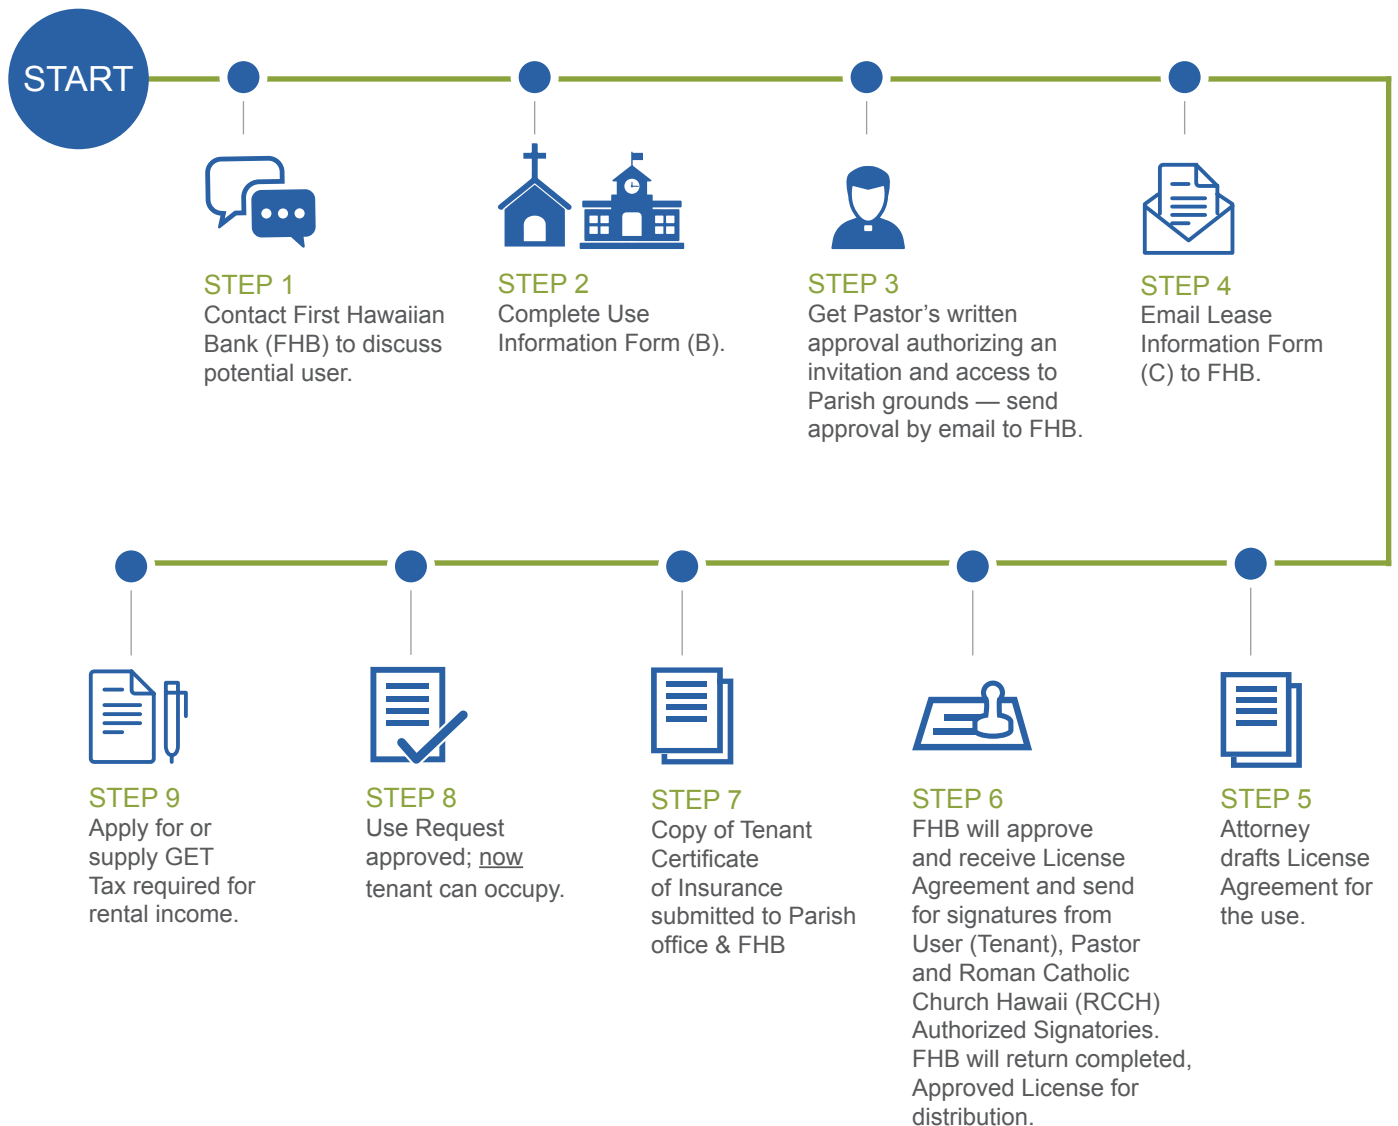 START
STEP 1
Contact First Hawaiian
Bank (FHB) to discuss
potential user.
STEP 2
Complete Use
Information Form (B).
STEP 3
Get Pastor’s written
approval authorizing an
invitation and access to
Parish grounds — send
approval by email to FHB.
STEP 4
Email Lease
Information Form
(C) to FHB.
STEP 5
Attorney
drafts License
Agreement for
the use.
STEP 6
FHB will approve
and receive License
Agreement and send
for signatures from
User (Tenant), Pastor
and Roman Catholic
Church Hawaii (RCCH)
Authorized Signatories.
FHB will return completed,
Approved License for
distribution.
STEP 7
Copy of Tenant
Certificate
of Insurance
submitted to Parish
office & FHB
STEP 8
Use Request
approved; now
tenant can occupy.
STEP 9
Apply for or
supply GET
Tax required for
rental income.